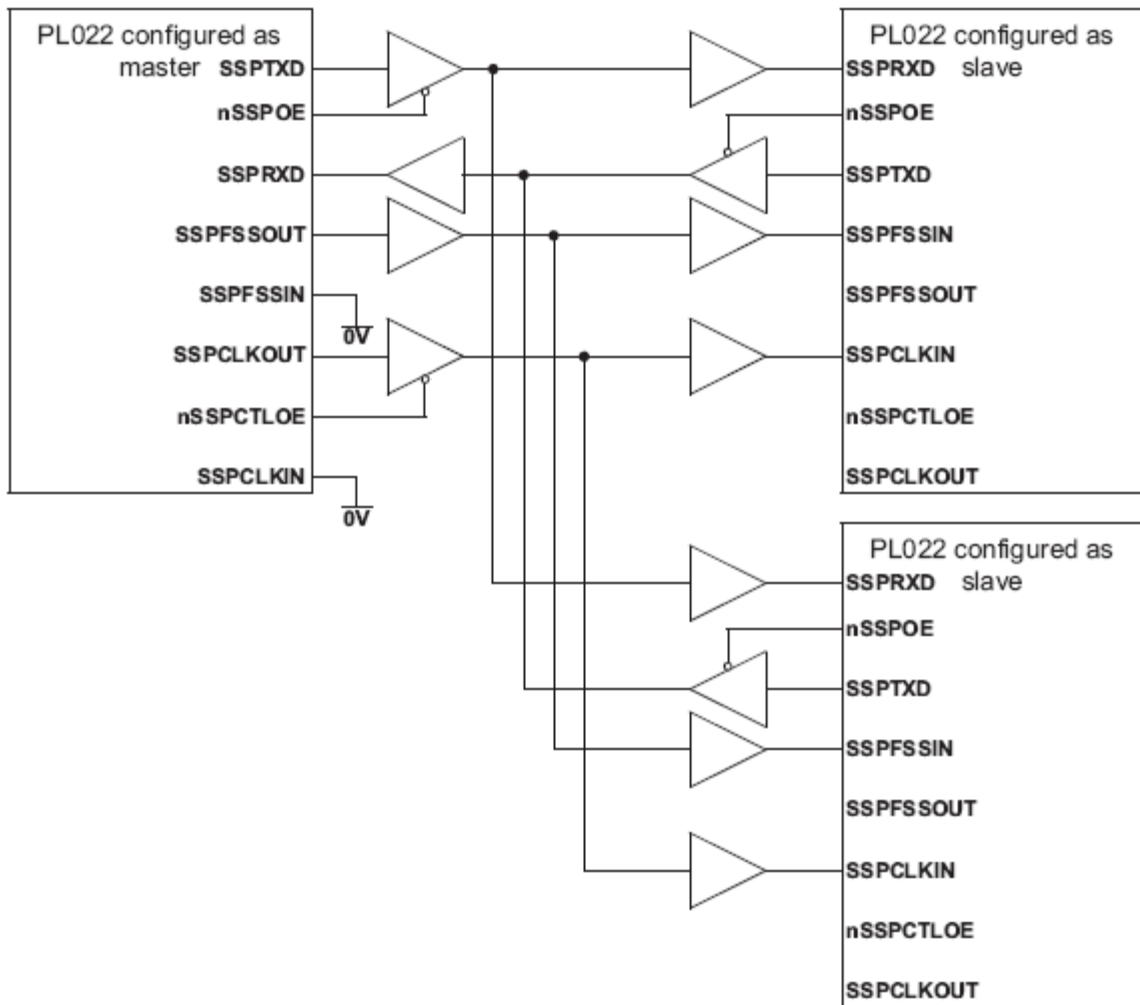 PL022 configured as
master SSPTXD
nSSPOE
SSPRXD
SSPFSSOUT
SSPFSSIN
0V
SSPCLKOUT
nSSPCTLOE
SSPCLKIN
0V
PL022 configured as
SSPRXD slave
nSSPOE
SSPTXD
SSPFSSIN
SSPFSSOUT
SSPCLKIN
nSSPCTLOE
SSPCLKOUT
PL022 configured as
SSPRXD slave
nSSPOE
SSPTXD
SSPFSSIN
SSPFSSOUT
SSPCLKIN
nSSPCTLOE
SSPCLKOUT